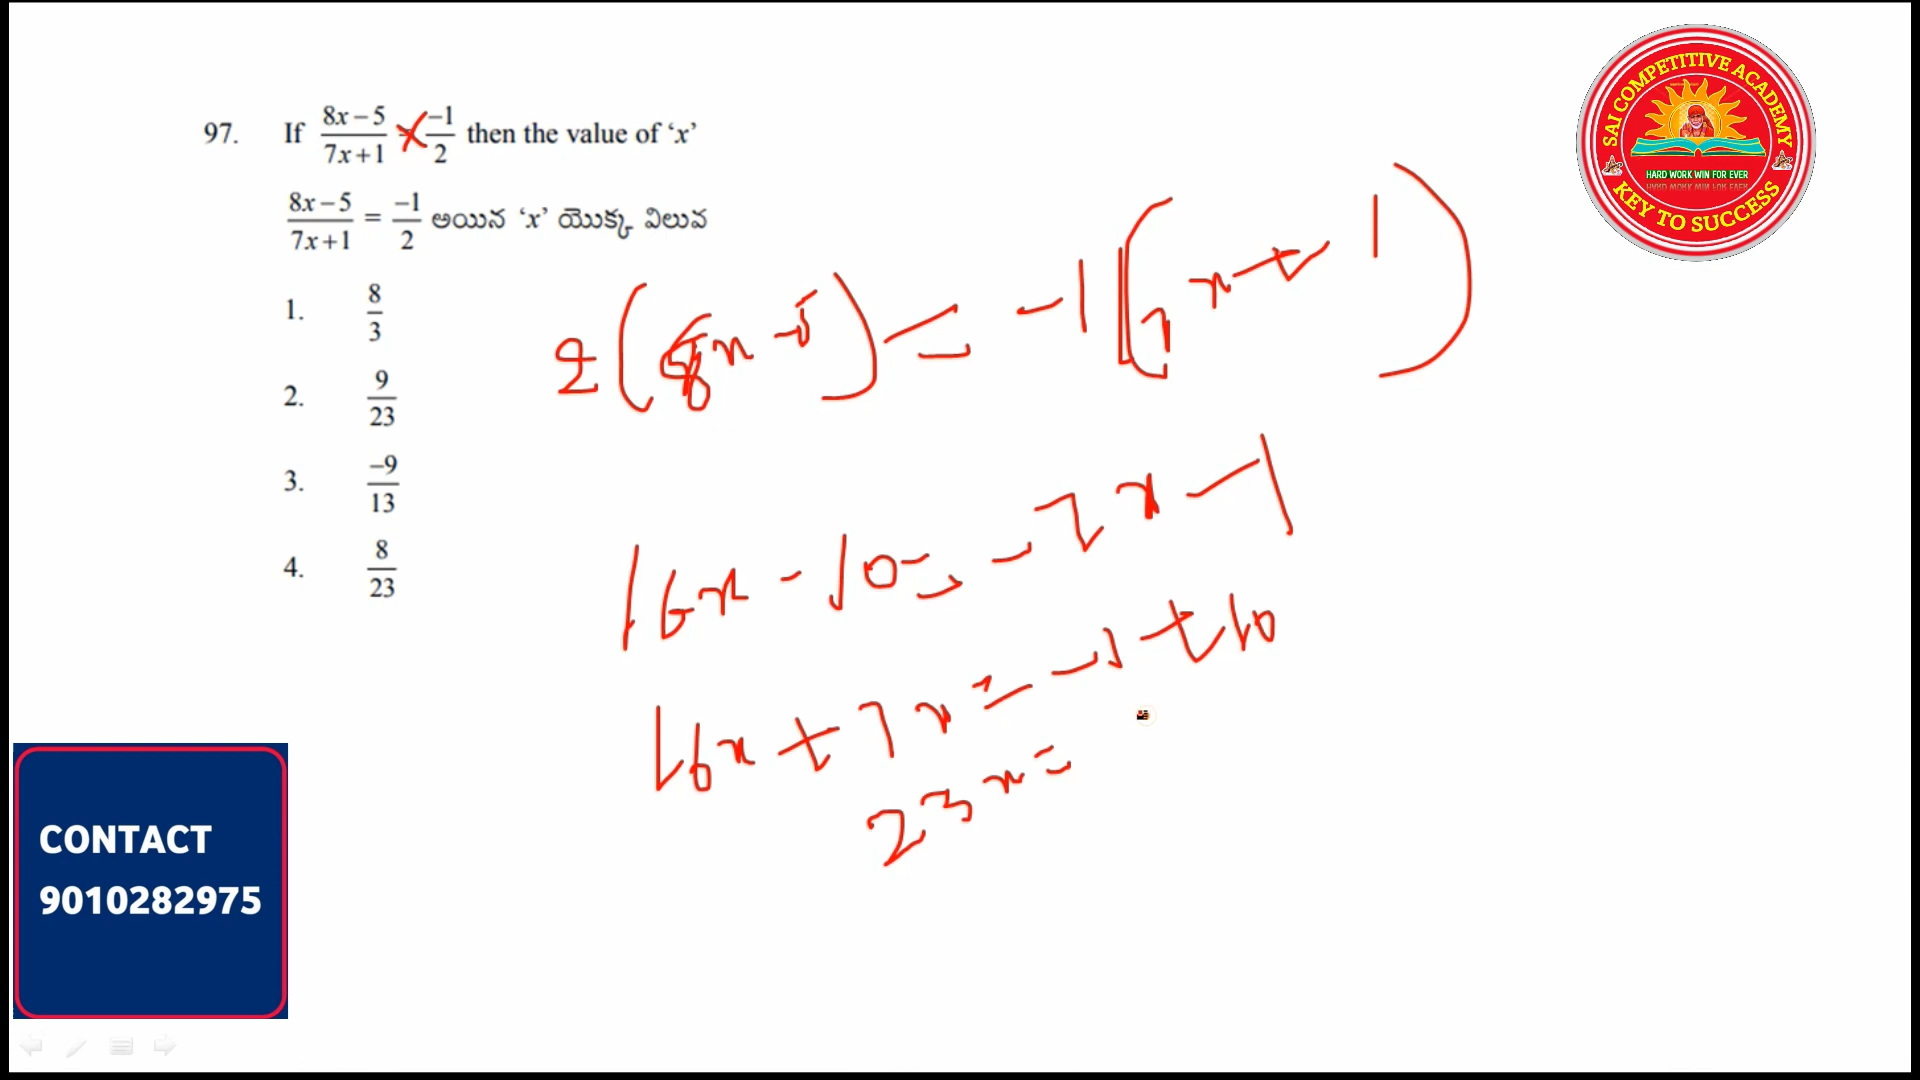 97. If (8x – 5)/(7x + 1) = –1/2 then the value of ‘x’
(8x – 5)/(7x + 1) = –1/2 అయిన ‘x’ యొక్క విలువ
1. 8/3
2. 9/23
3. –9/13
4. 8/23
2(8x - 5) = -1(7x + 1)
16x - 10 = -7x - 1
16x + 7x = -1 + 10
23x =
SAI COMPETITIVE ACADEMY
HARD WORK WIN FOR EVER
KEY TO SUCCESS
CONTACT
9010282975